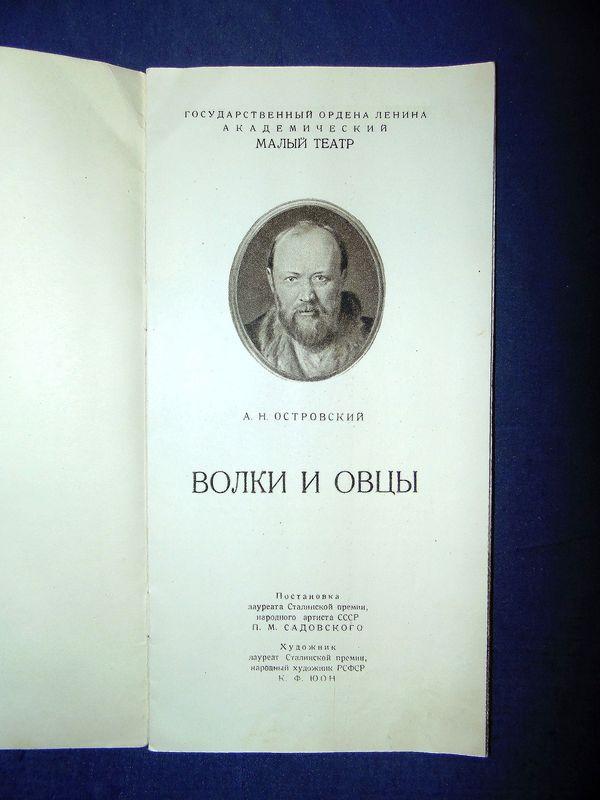 ГОСУДАРСТВЕННЫЙ ОРДЕНА ЛЕНИНА
АКАДЕМИЧЕСКИЙ
МАЛЫЙ ТЕАТР
А. Н. ОСТРОВСКИЙ
ВОЛКИ И ОВЦЫ
Постановка
лауреата Сталинской премии,
народного артиста СССР
П. М. САДОВСКОГО
Художник
лауреат Сталинской премии,
народный художник РСФСР
К. Ф. ЮОН